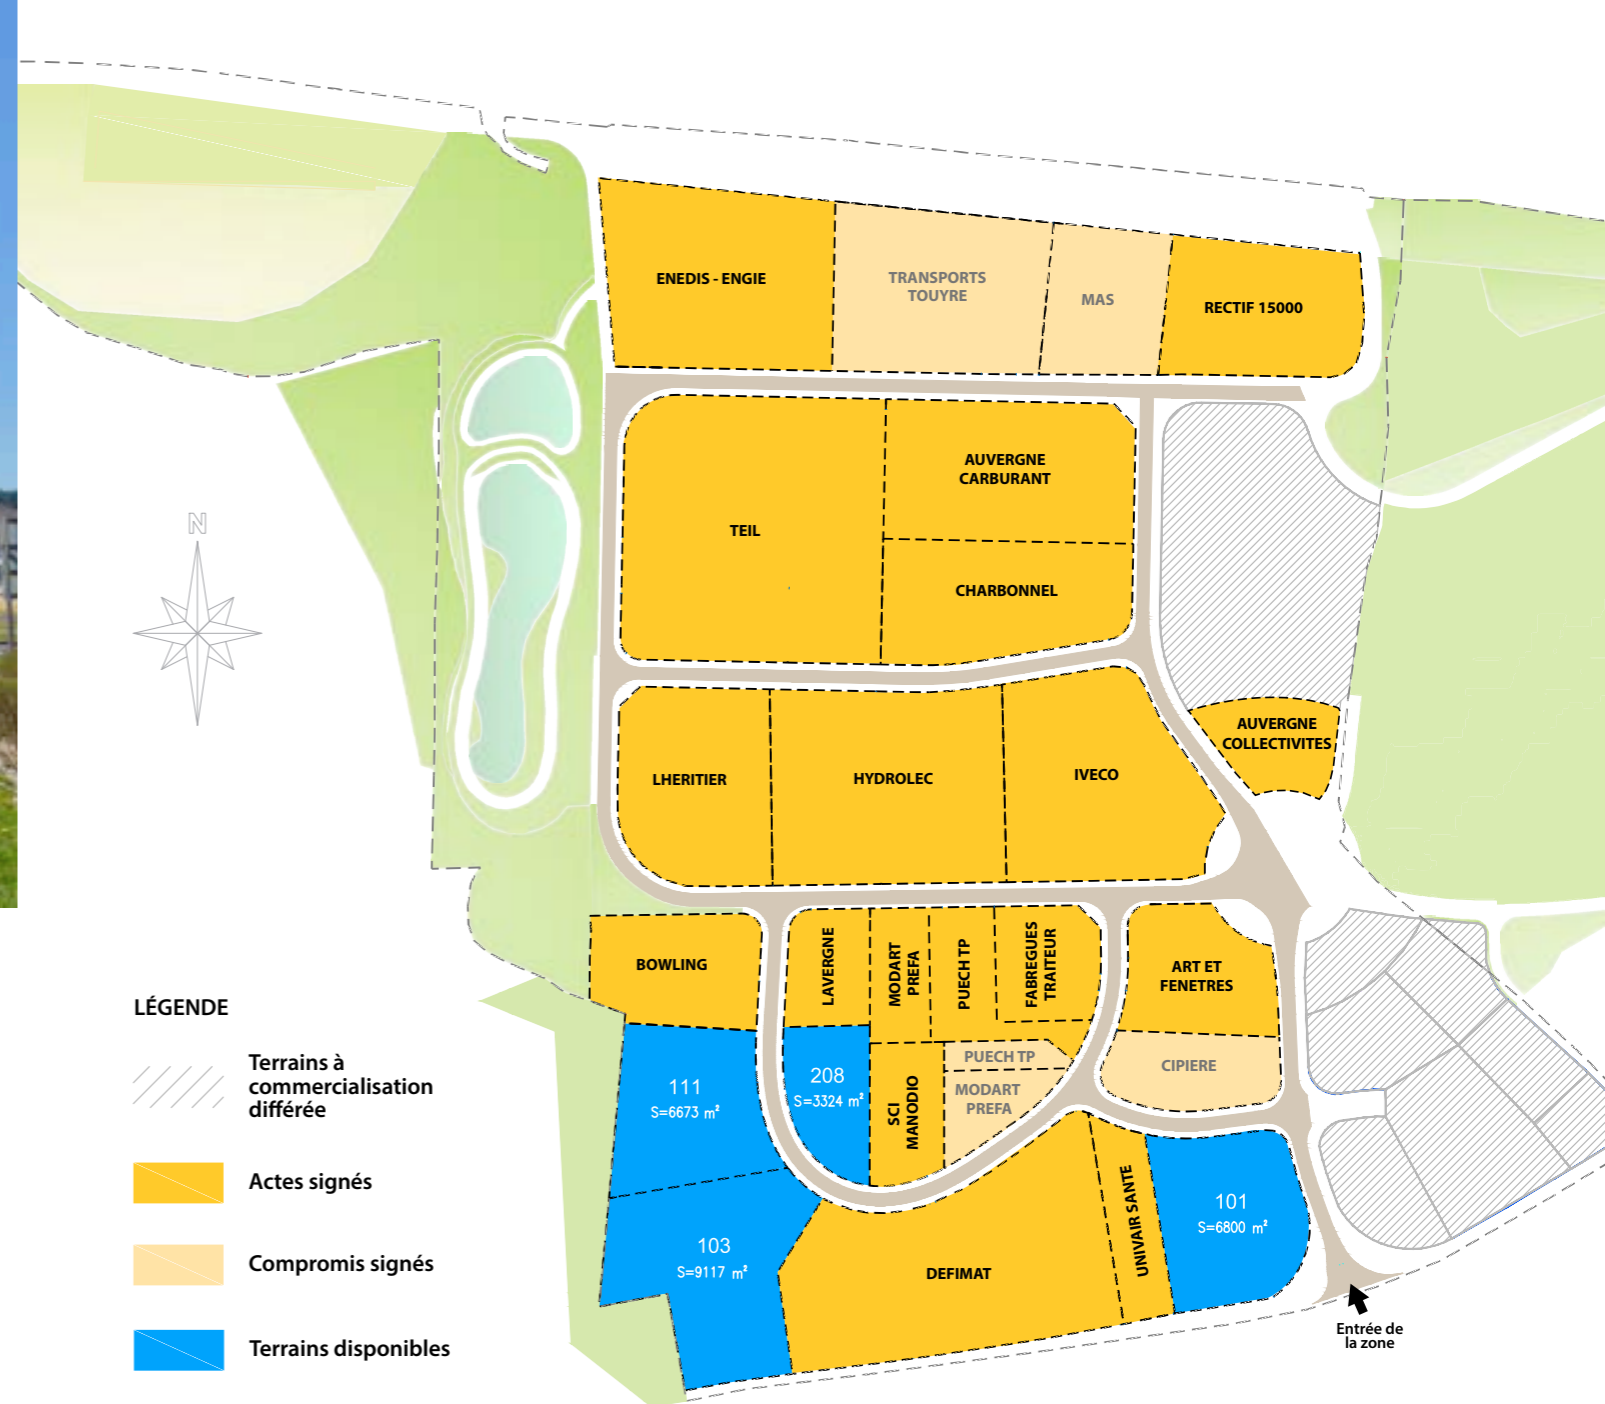 ENEDIS - ENGIE
TRANSPORTS
TOUYRE
MAS
RECTIF 15000
AUVERGNE
CARBURANT
TEIL
CHARBONNEL
N
AUVERGNE
COLLECTIVITES
LHERITIER
HYDROLEC
IVECO
BOWLING
LAVERGNE
MODART
PREFA
PUECH TP
FABREGUES
TRAITEUR
ART ET
FENETRES
PUECH TP
MODART
PREFA
CIPIERE
SCI
MANODIO
111
S=6673 m²
208
S=3324 m²
103
S=9117 m²
DEFIMAT
UNIVAIR SANTE
101
S=6800 m²
Entrée de
la zone
LÉGENDE
Terrains à
commercialisation
différée
Actes signés
Compromis signés
Terrains disponibles